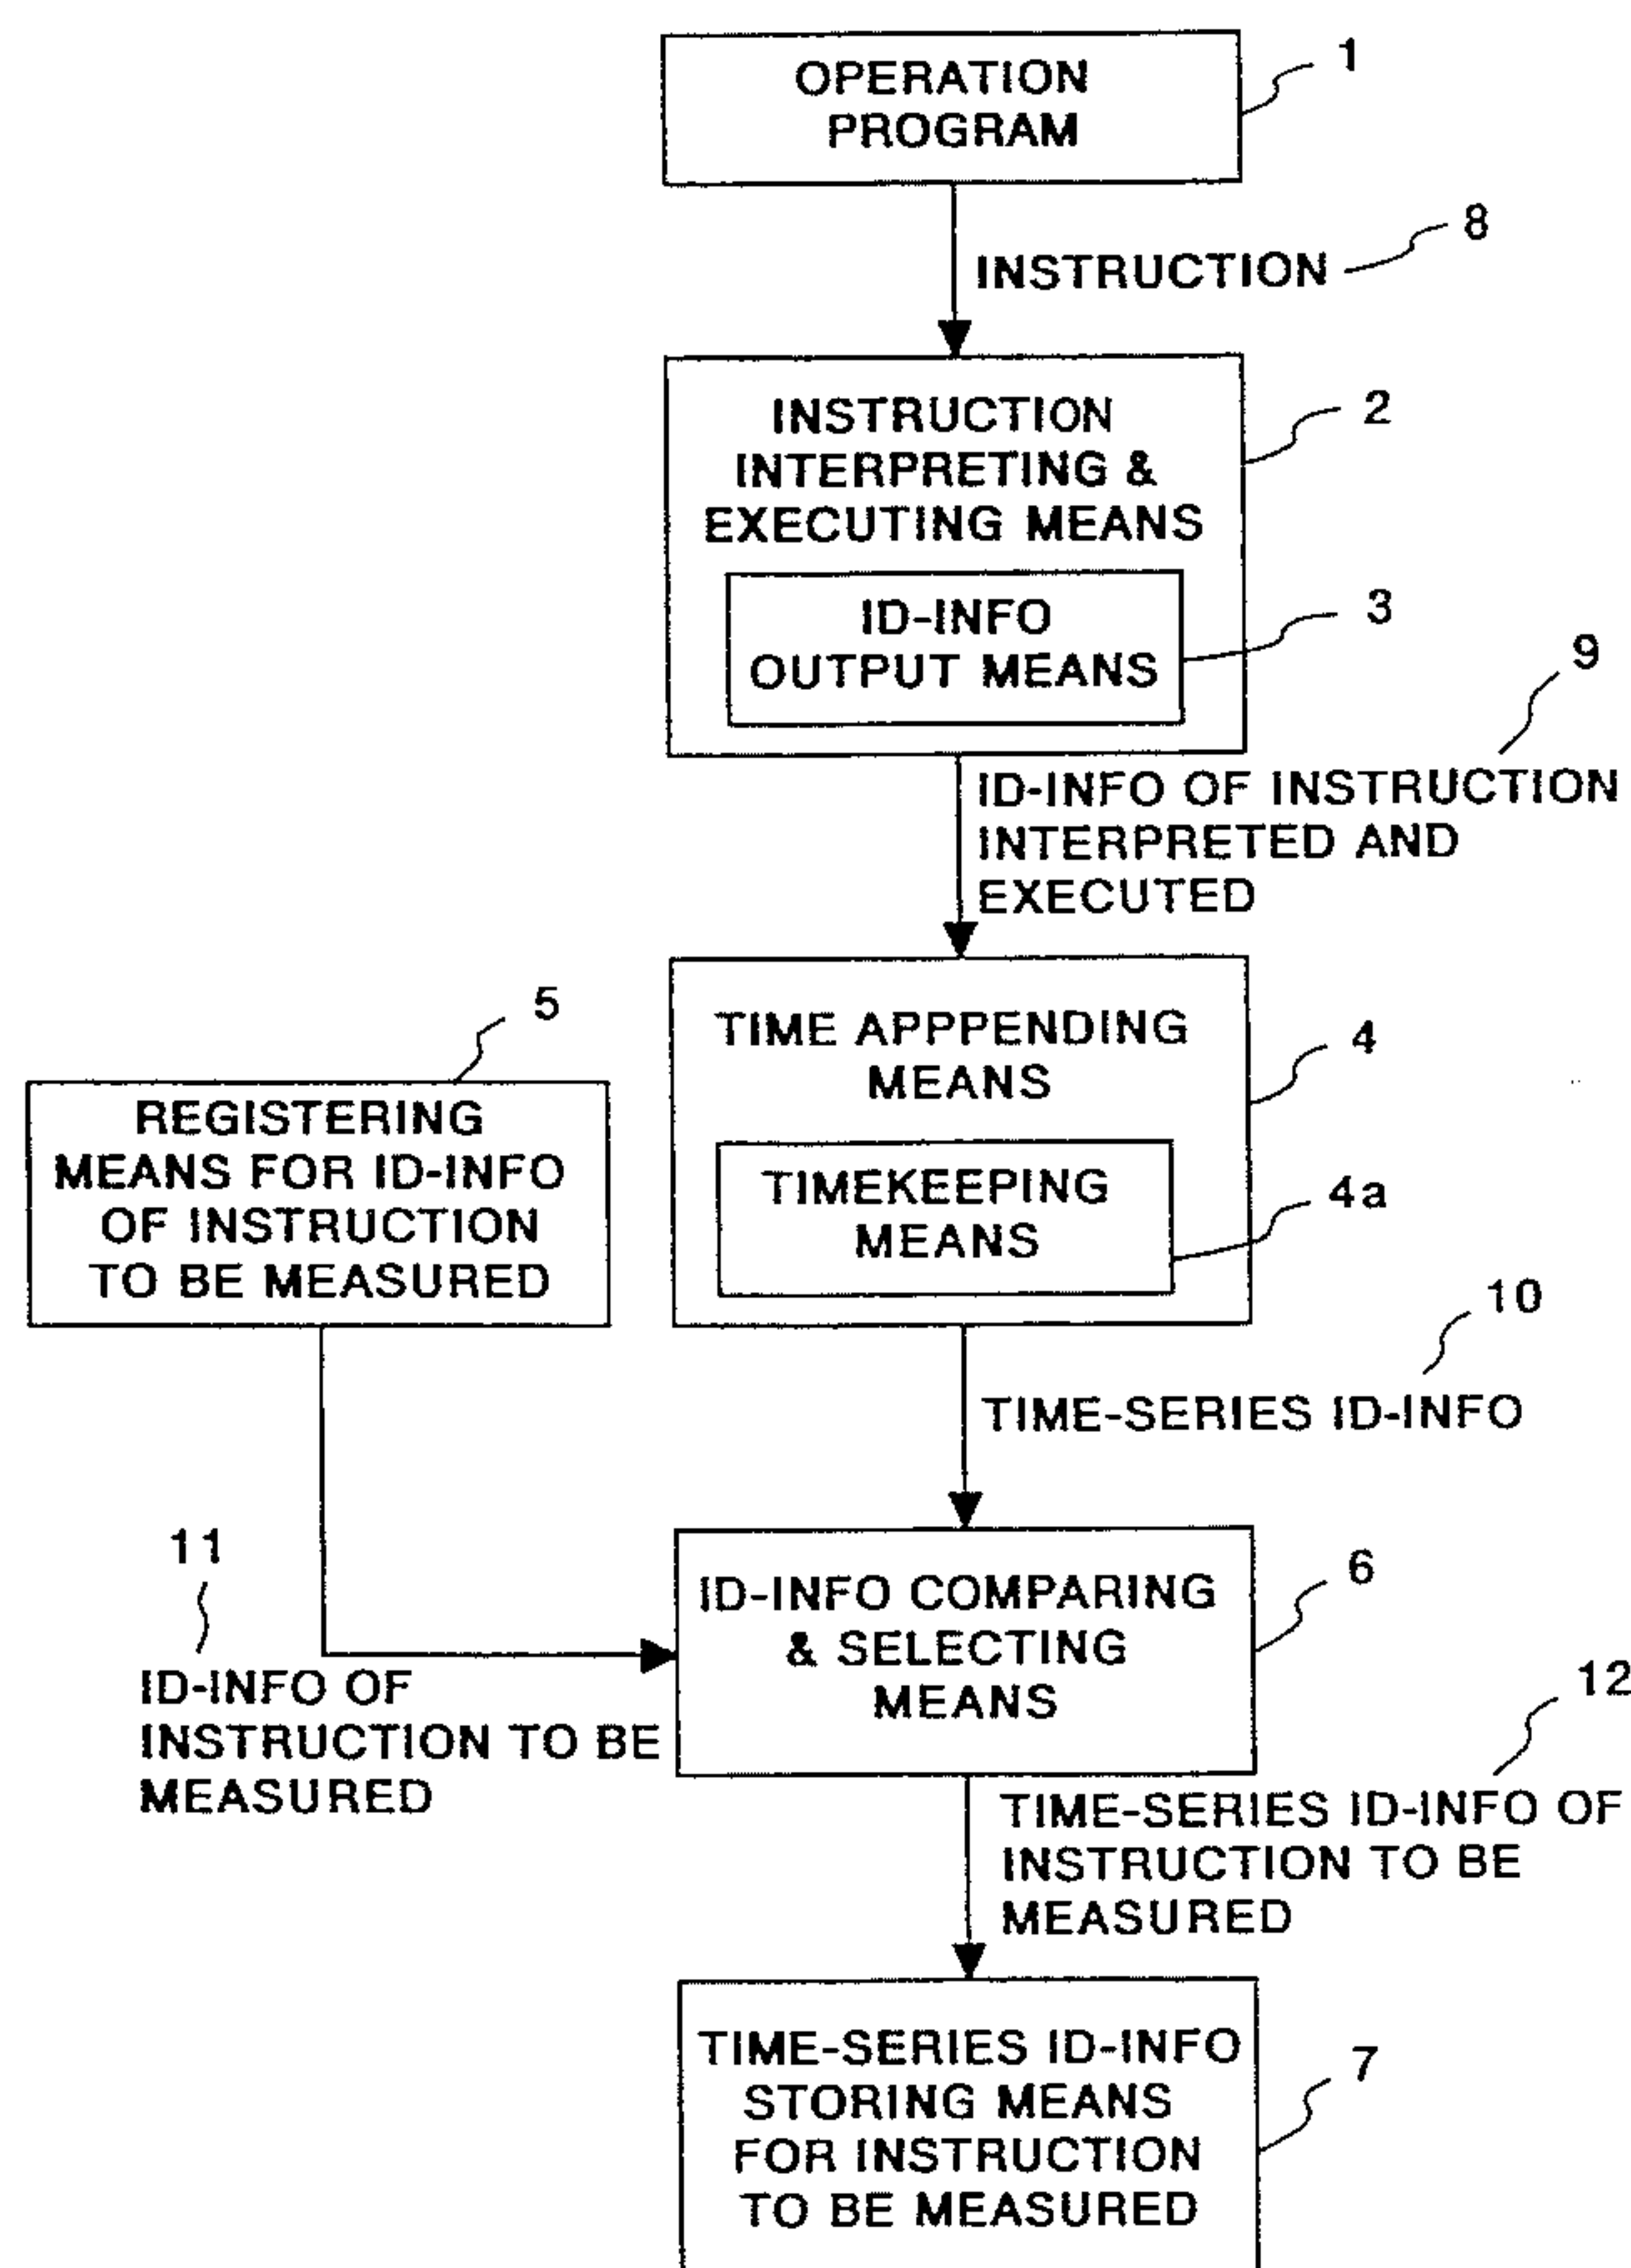 OPERATION
PROGRAM
1
INSTRUCTION
8
INSTRUCTION
INTERPRETING &
EXECUTING MEANS
2
ID-INFO
OUTPUT MEANS
3
9
ID-INFO OF INSTRUCTION
INTERPRETED AND
EXECUTED
TIME APPPENDING
MEANS
4
TIMEKEEPING
MEANS
4a
5
REGISTERING
MEANS FOR ID-INFO
OF INSTRUCTION
TO BE MEASURED
10
TIME-SERIES ID-INFO
11
ID-INFO OF
INSTRUCTION TO BE
MEASURED
ID-INFO COMPARING
& SELECTING
MEANS
6
12
TIME-SERIES ID-INFO OF
INSTRUCTION TO BE
MEASURED
TIME-SERIES ID-INFO
STORING MEANS
FOR INSTRUCTION
TO BE MEASURED
7